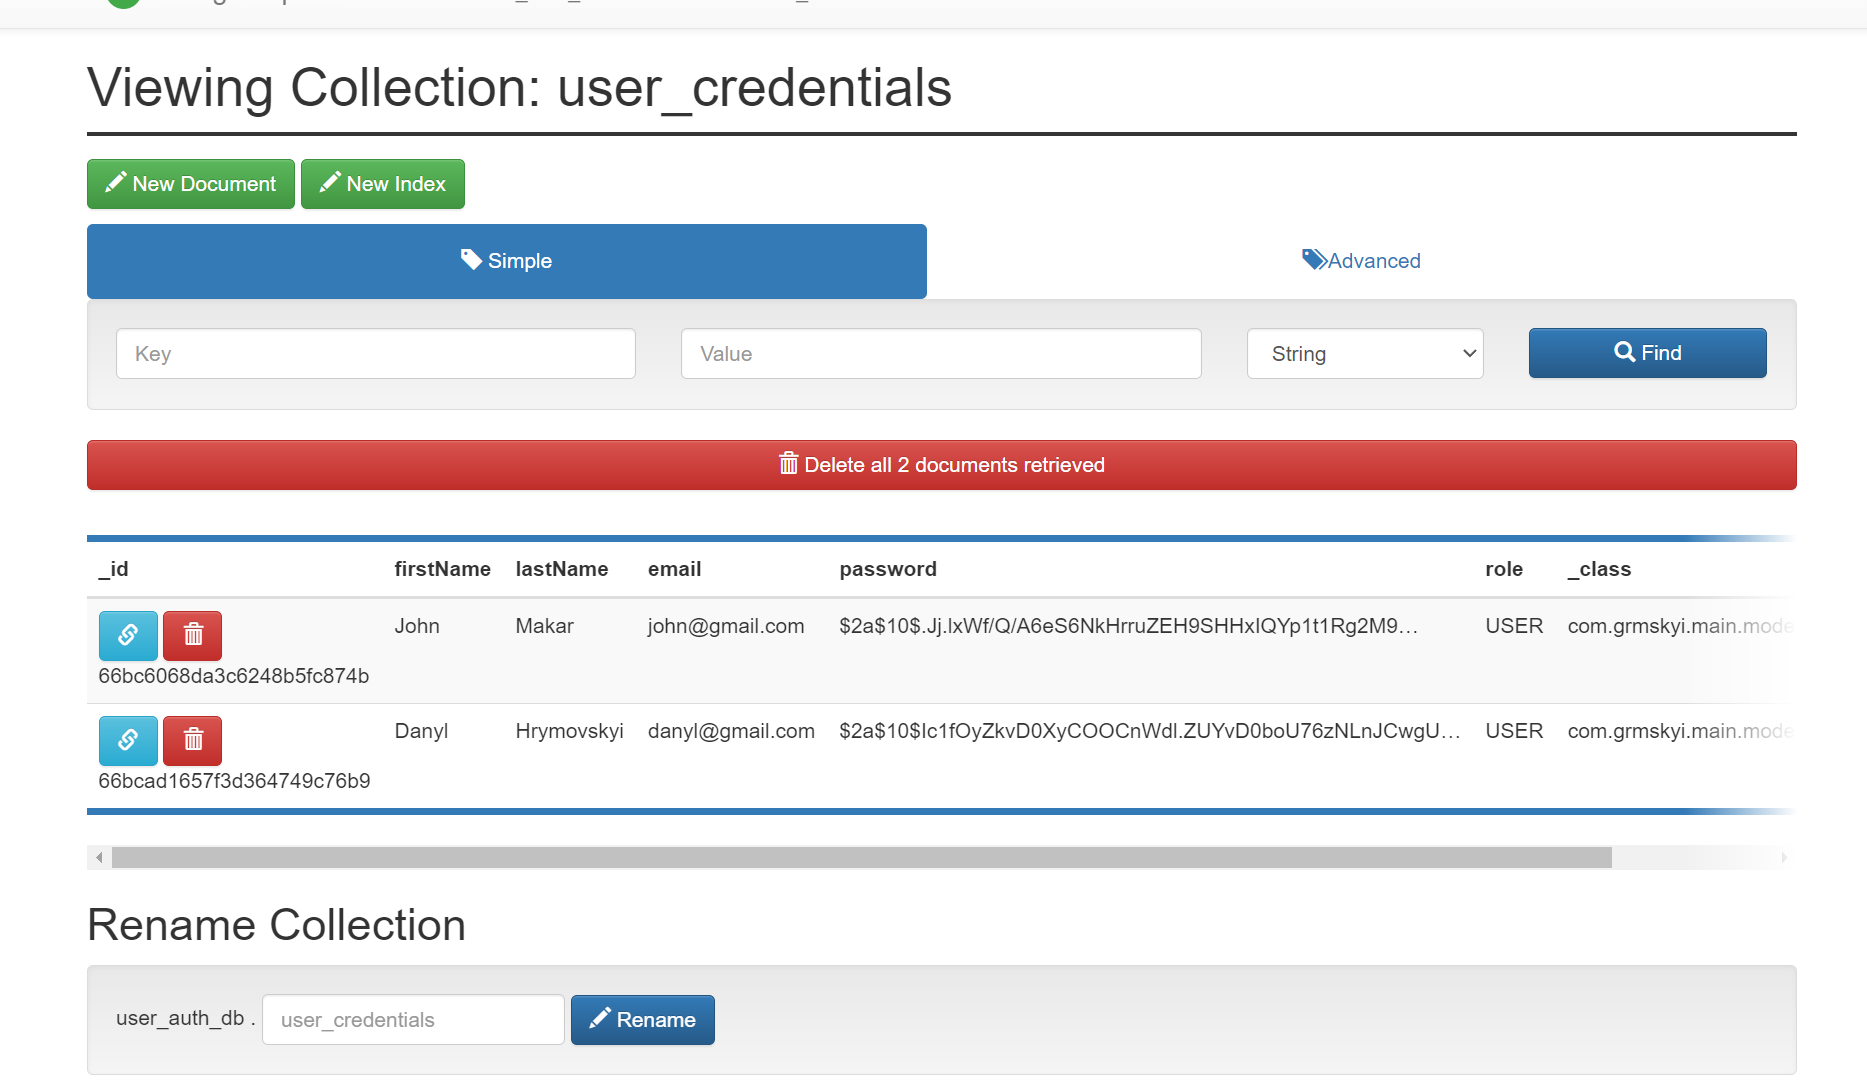 Viewing Collection: user_credentials
New Document New Index
Simple Advanced
Key Value String Find
Delete all 2 documents retrieved
_id firstName lastName email password role _class
John Makar john@gmail.com $2a$10$.Jj.lxWf/Q/A6eS6NkHrruZEH9SHHxIQYp1t1Rg2M9… USER com.grmskyi.main.mode
66bc6068da3c6248b5fc874b
Danyl Hrymovskyi danyl@gmail.com $2a$10$Ic1fOyZkvD0XyCOOCnWdl.ZUYvD0boU76zNLnJCwgU… USER com.grmskyi.main.mode
66bcad1657f3d364749c76b9
Rename Collection
user_auth_db . user_credentials Rename